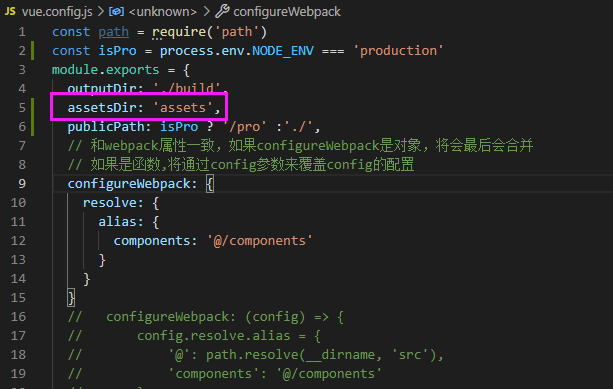 JS vue.config.js > <unknown> > configureWebpack
1 const path = require('path')
2 const isPro = process.env.NODE_ENV === 'production'
3 module.exports = {
4 outputDir: './build',
5 assetsDir: 'assets',
6 publicPath: isPro ? '/pro' :'./',
7 // 和webpack属性一致，如果configureWebpack是对象，将会最后会合并
8 // 如果是函数,将通过config参数来覆盖config的配置
9 configureWebpack: {
10 resolve: {
11 alias: {
12 components: '@/components'
13 }
14 }
15 }
16 // configureWebpack: (config) => {
17 // config.resolve.alias = {
18 // '@': path.resolve(__dirname, 'src'),
19 // 'components': '@/components'